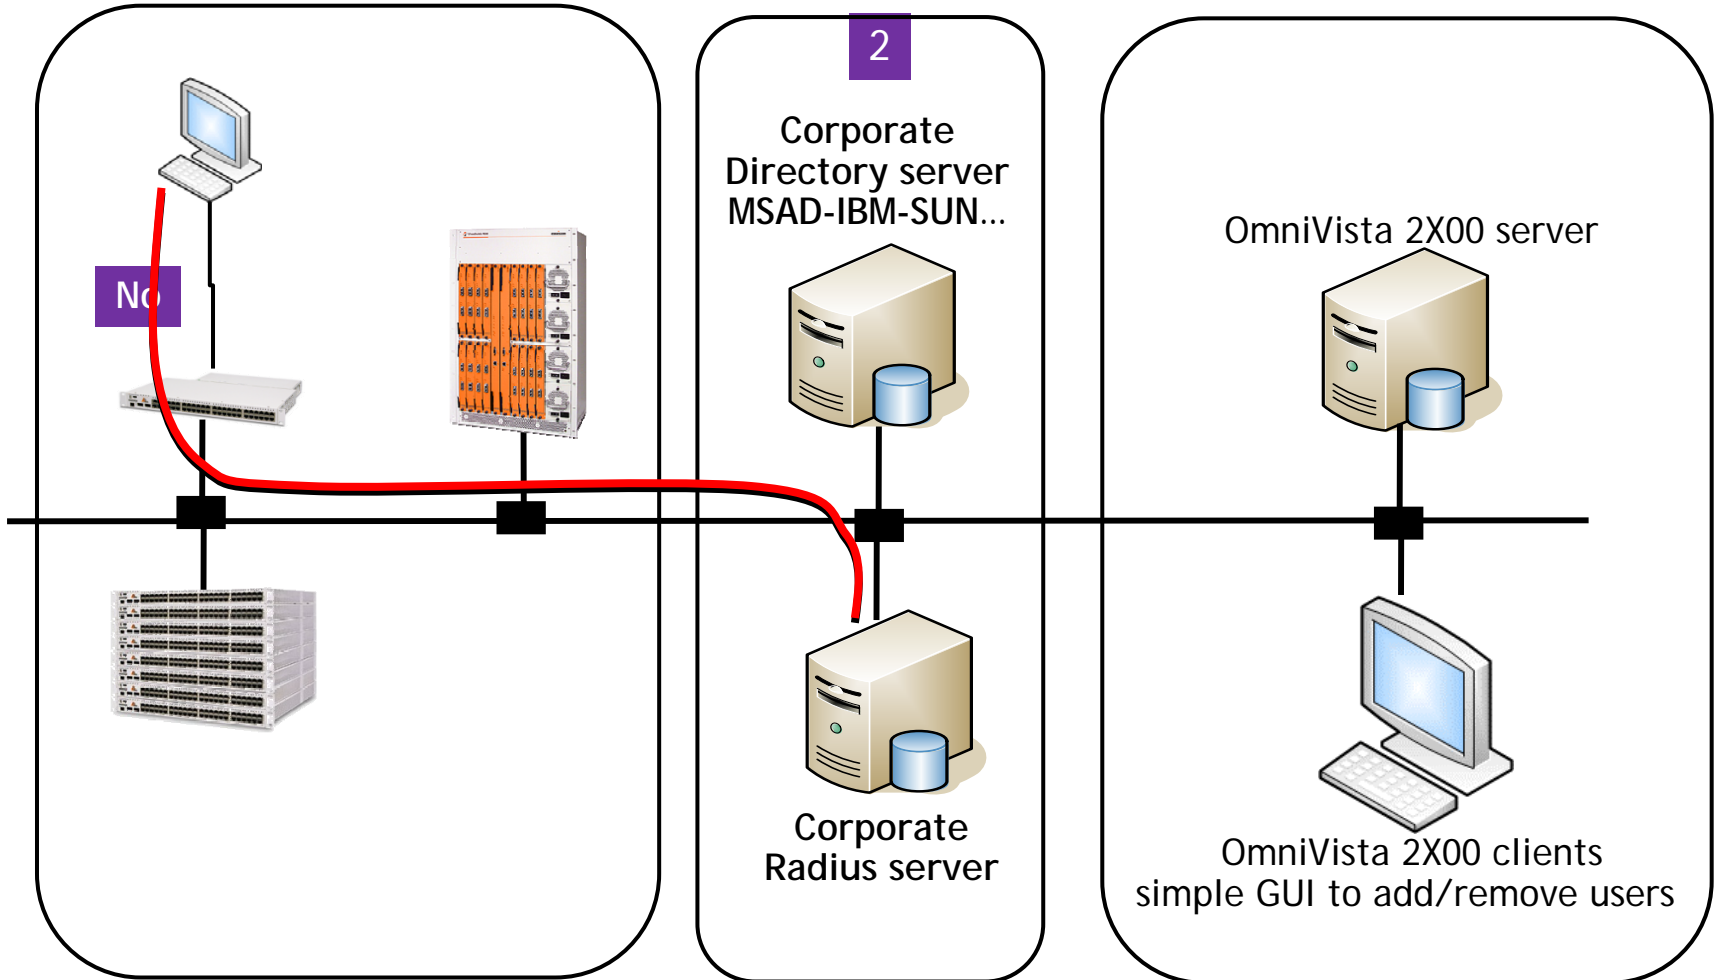 2
Corporate
Directory server
MSAD-IBM-SUN...
OmniVista 2X00 server
No
Corporate
Radius server
OmniVista 2X00 clients
simple GUI to add/remove users